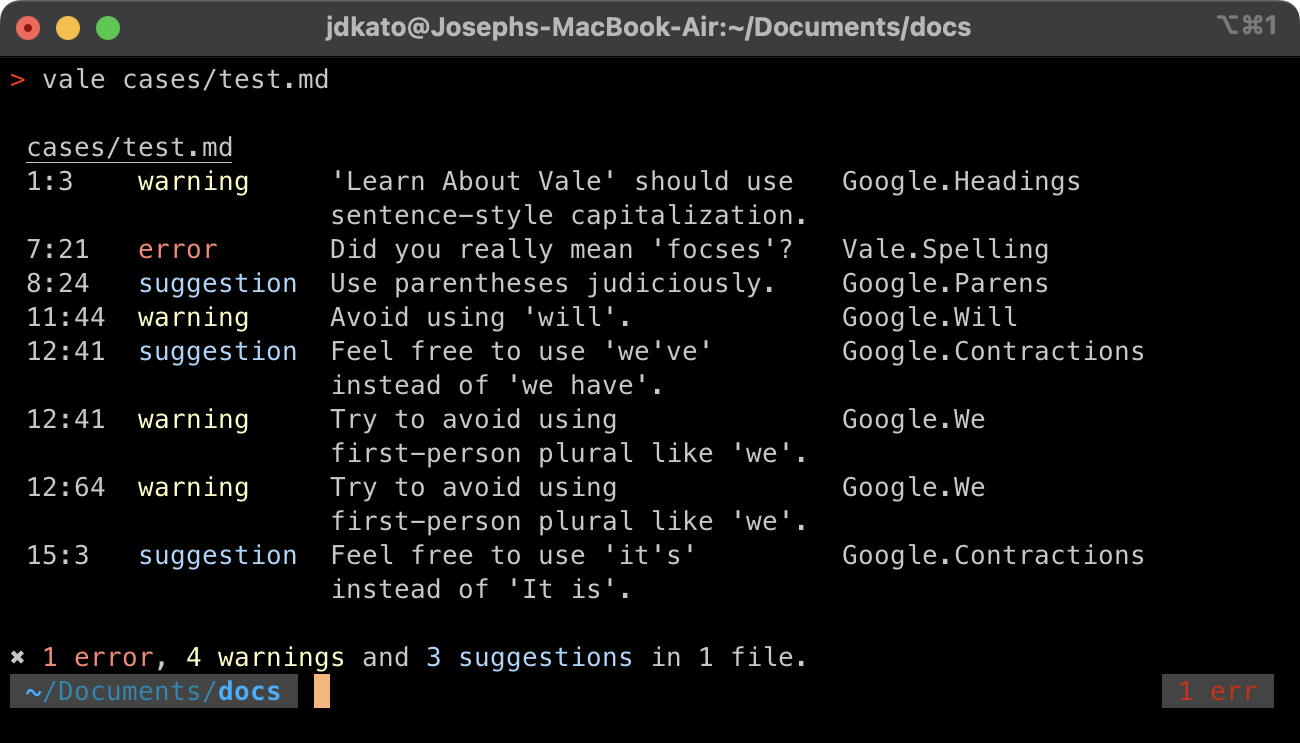 jdkato@Josephs-MacBook-Air:~/Documents/docs ⌥⌘1
> vale cases/test.md
cases/test.md
1:3 warning 'Learn About Vale' should use Google.Headings
sentence-style capitalization.
7:21 error Did you really mean 'focses'? Vale.Spelling
8:24 suggestion Use parentheses judiciously. Google.Parens
11:44 warning Avoid using 'will'. Google.Will
12:41 suggestion Feel free to use 'we've' Google.Contractions
instead of 'we have'.
12:41 warning Try to avoid using Google.We
first-person plural like 'we'.
12:64 warning Try to avoid using Google.We
first-person plural like 'we'.
15:3 suggestion Feel free to use 'it's' Google.Contractions
instead of 'It is'.
✖ 1 error, 4 warnings and 3 suggestions in 1 file.
~/Documents/docs 1 err